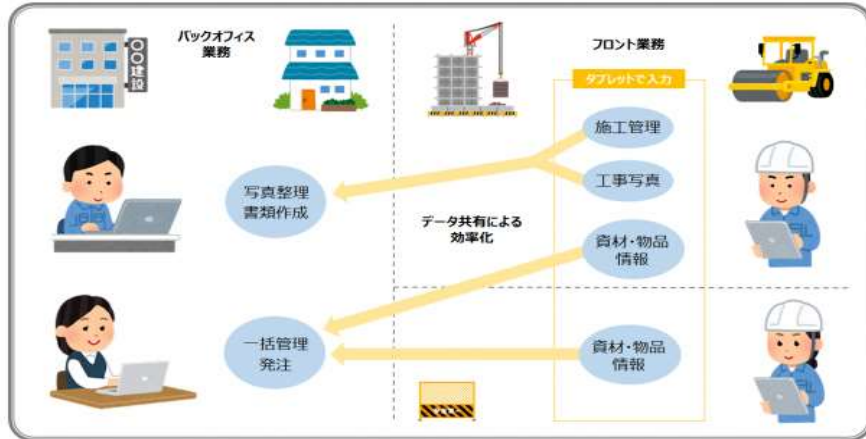 バックオフィス
業務
〇〇建設
フロント業務
タブレットで入力
施工管理
工事写真
写真整理
書類作成
データ共有による
効率化
資材・物品
情報
一括管理
発注
資材・物品
情報